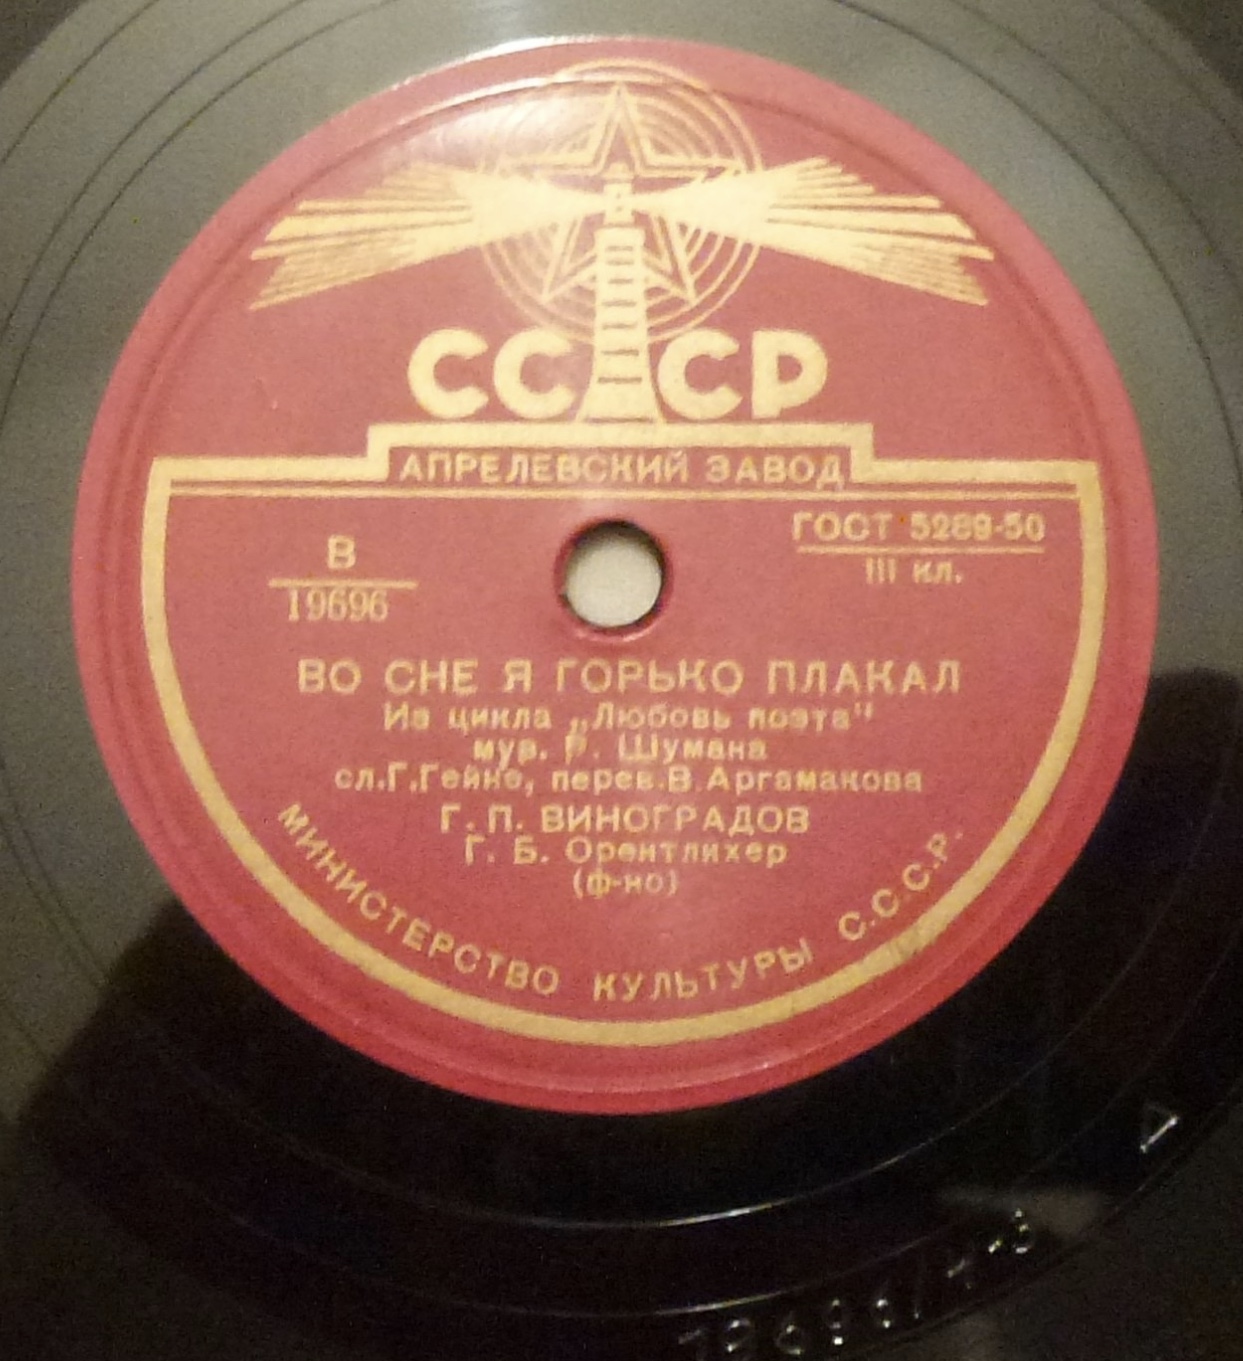 СССР
АПРЕЛЕВСКИЙ ЗАВОД
В
19696
ГОСТ 5289-50
III кл.
ВО СНЕ Я ГОРЬКО ПЛАКАЛ
Из цикла „Любовь поэта"
муз. Р. Шумана
сл.Г.Гейне, перев.В.Аргамакова
Г. П. ВИНОГРАДОВ
Г. Б. Орентлихер
(ф-но)
МИНИСТЕРСТВО КУЛЬТУРЫ С.С.С.Р.